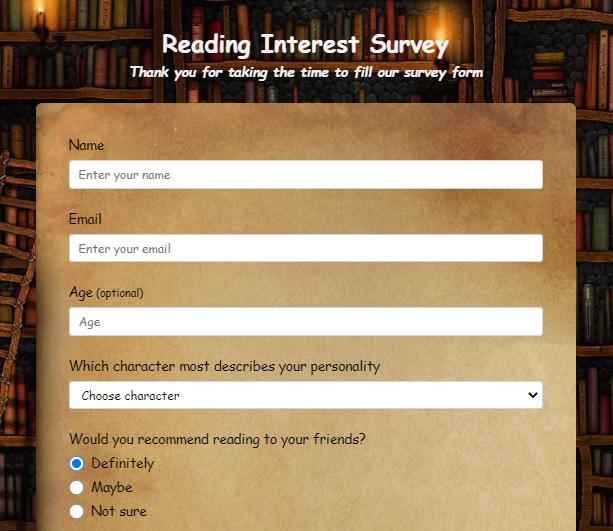 Reading Interest Survey
Thank you for taking the time to fill our survey form
Name
Enter your name
Email
Enter your email
Age (optional)
Age
Which character most describes your personality
Choose character
Would you recommend reading to your friends?
Definitely
Maybe
Not sure